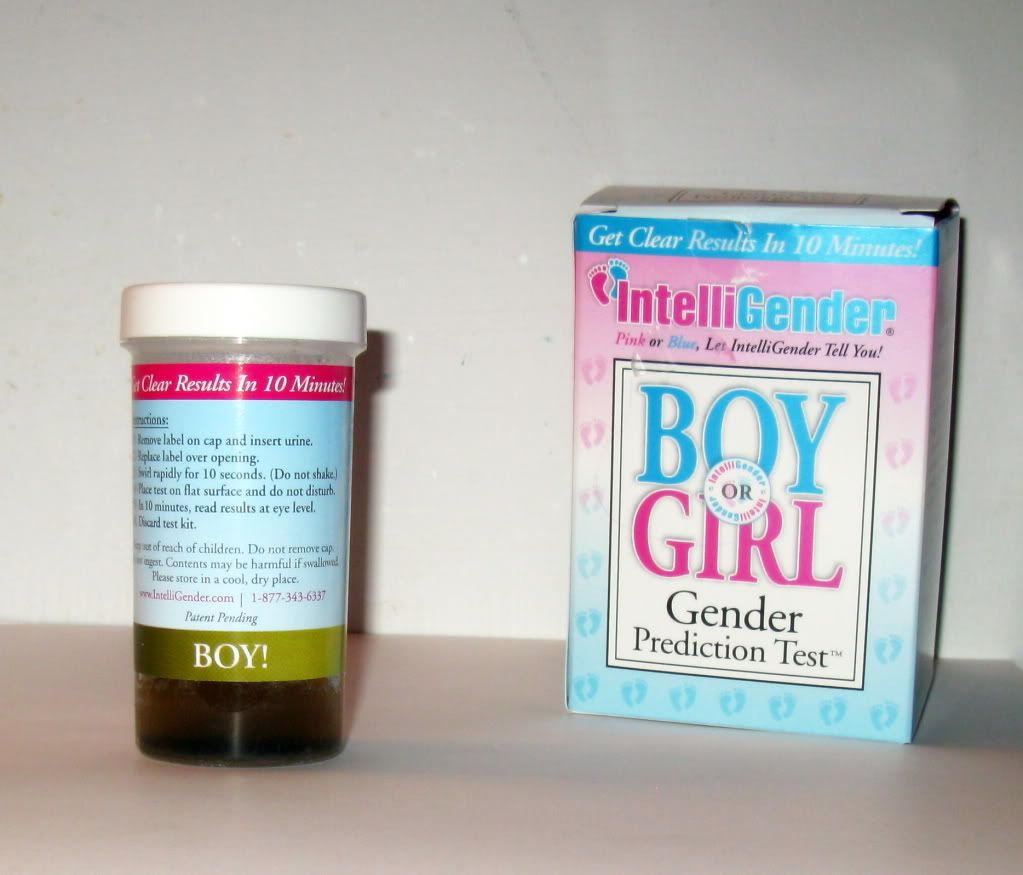 Get Clear Results In 10 Minutes!
IntelliGender®
Pink or Blue, Let IntelliGender Tell You!
BOY
OR
IntelliGender IntelliGender
GIRL
Gender
Prediction Test™
Clear Results In 10 Minutes!
Remove label on cap and insert urine.
Replace label over opening.
Swirl rapidly for 10 seconds. (Do not shake.)
Place test on flat surface and do not disturb.
In 10 minutes, read results at eye level.
Discard test kit.
out of reach of children. Do not remove cap.
ingest. Contents may be harmful if swallowed.
Please store in a cool, dry place.
www.IntelliGender.com | 1-877-343-6337
Patent Pending
BOY!